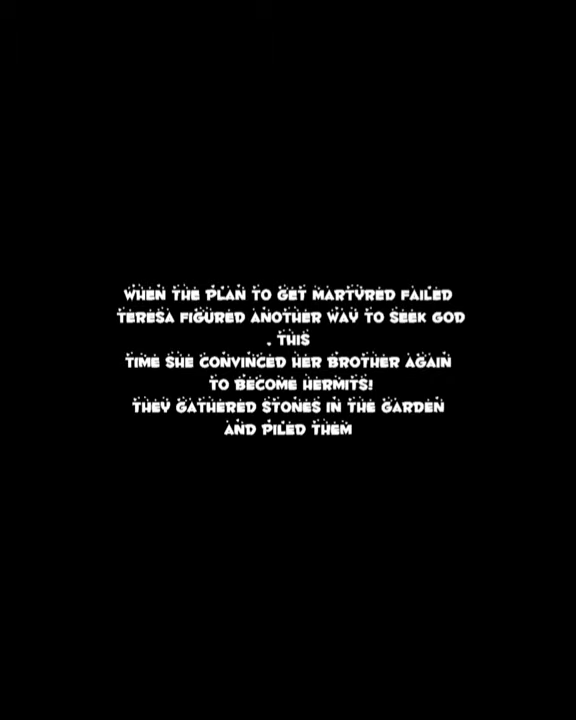 WHEN THE PLAN TO GET MARTYRED FAILED
TERESA FIGURED ANOTHER WAY TO SEEK GOD
. THIS
TIME SHE CONVINCED HER BROTHER AGAIN
TO BECOME HERMITS!
THEY GATHERED STONES IN THE GARDEN
AND PILED THEM